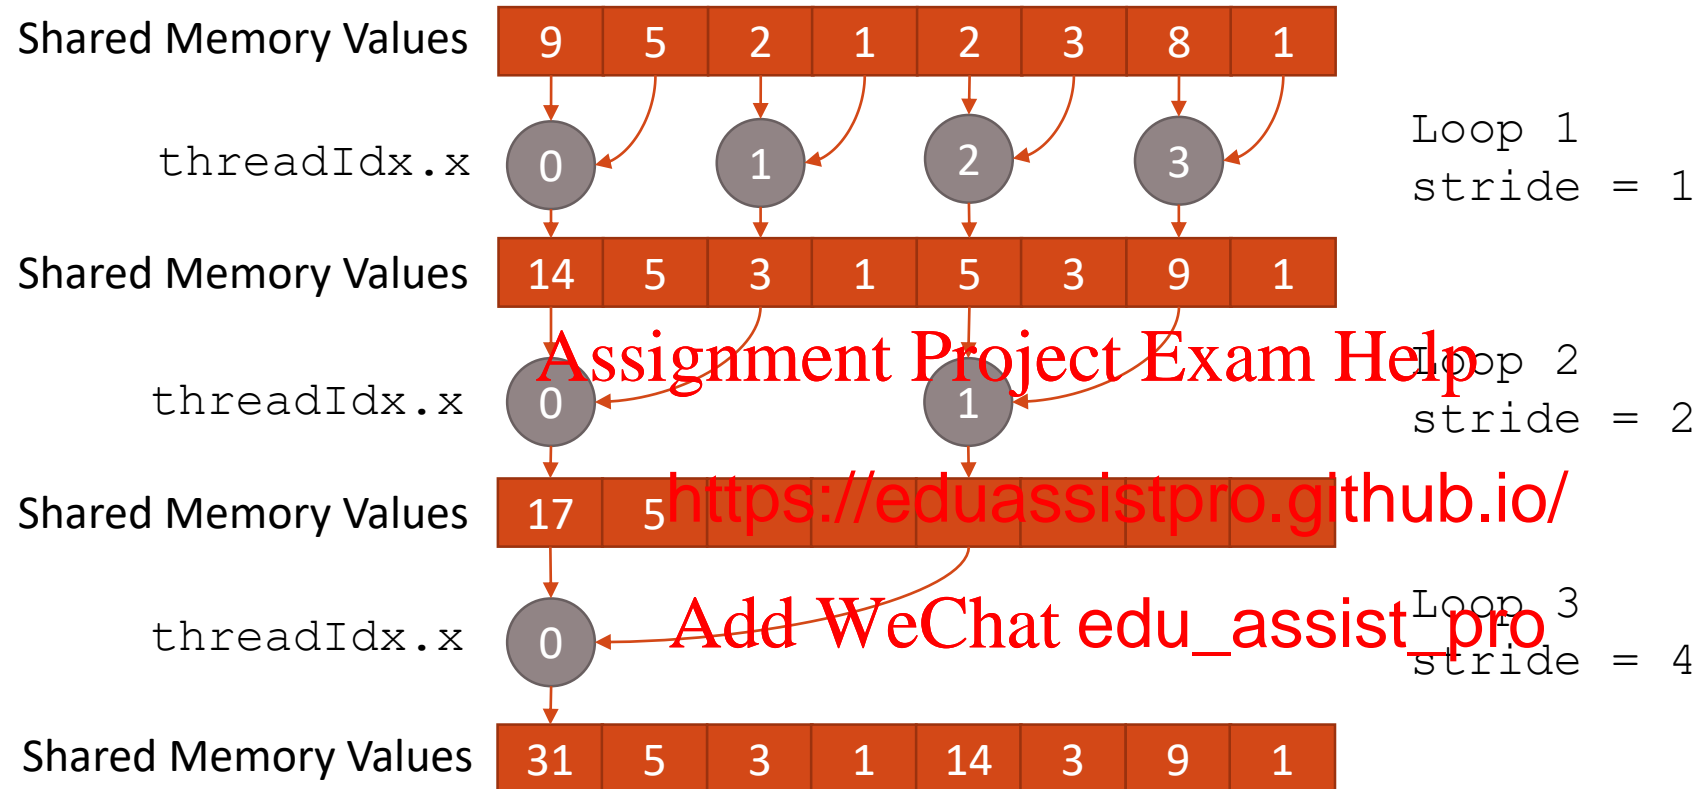 Shared Memory Values 9 5 2 1 2 3 8 1
threadIdx.x 0 1 2 3
Loop 1
stride = 1
Shared Memory Values 14 5 3 1 5 3 9 1
Assignment Project Exam Help
threadIdx.x 0 1
Loop 2
stride = 2
Shared Memory Values 17 5
https://eduassistpro.github.io/
threadIdx.x 0
Add WeChat edu_assist_pro
Loop 3
stride = 4
Shared Memory Values 31 5 3 1 14 3 9 1